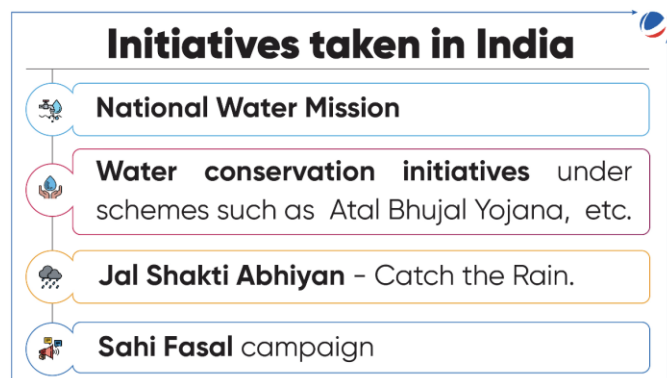 Initiatives taken in India
National Water Mission
Water conservation initiatives under
schemes such as Atal Bhujal Yojana, etc.
Jal Shakti Abhiyan - Catch the Rain.
Sahi Fasal campaign